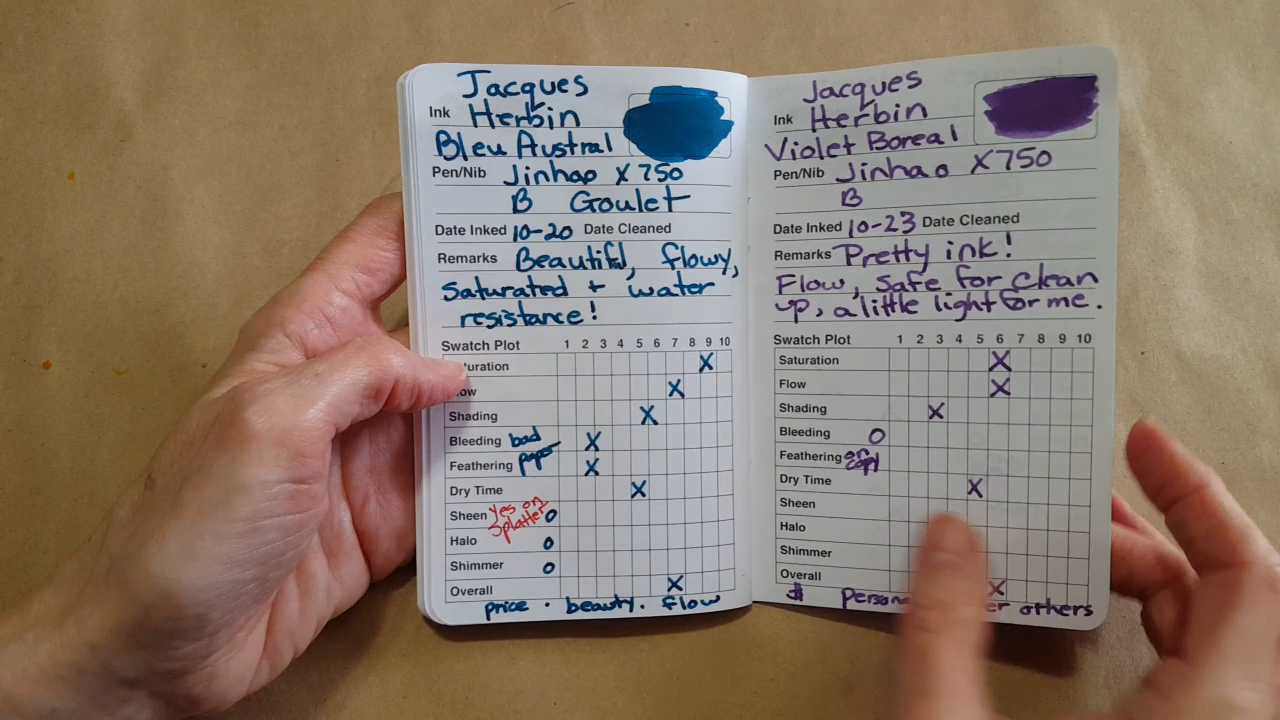 Jacques
Ink Herbin
Bleu Austral
Pen/Nib Jinhao X750
B Goulet
Date Inked 10-20 Date Cleaned
Remarks Beautiful, flowy,
saturated + water
resistance!
Swatch Plot 1 2 3 4 5 6 7 8 9 10
uration X
ow X
Shading X
Bleeding bad X
Feathering paper X
Dry Time X
Sheen Yes on Splatter 0
Halo 0
Shimmer 0
Overall X
price · beauty · flow
Jacques
Ink Herbin
Violet Boreal
Pen/Nib Jinhao X750
B
Date Inked 10-23 Date Cleaned
Remarks Pretty ink!
Flow, safe for clean
up, a little light for me.
Swatch Plot 1 2 3 4 5 6 7 8 9 10
Saturation X
Flow X
Shading X
Bleeding 0
Feathering on copy
Dry Time X
Sheen
Halo
Shimmer
Overall X
$ others